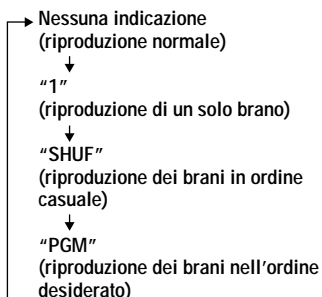 Nessuna indicazione
(riproduzione normale)
“1”
(riproduzione di un solo brano)
“SHUF”
(riproduzione dei brani in ordine
casuale)
“PGM”
(riproduzione dei brani nell’ordine
desiderato)